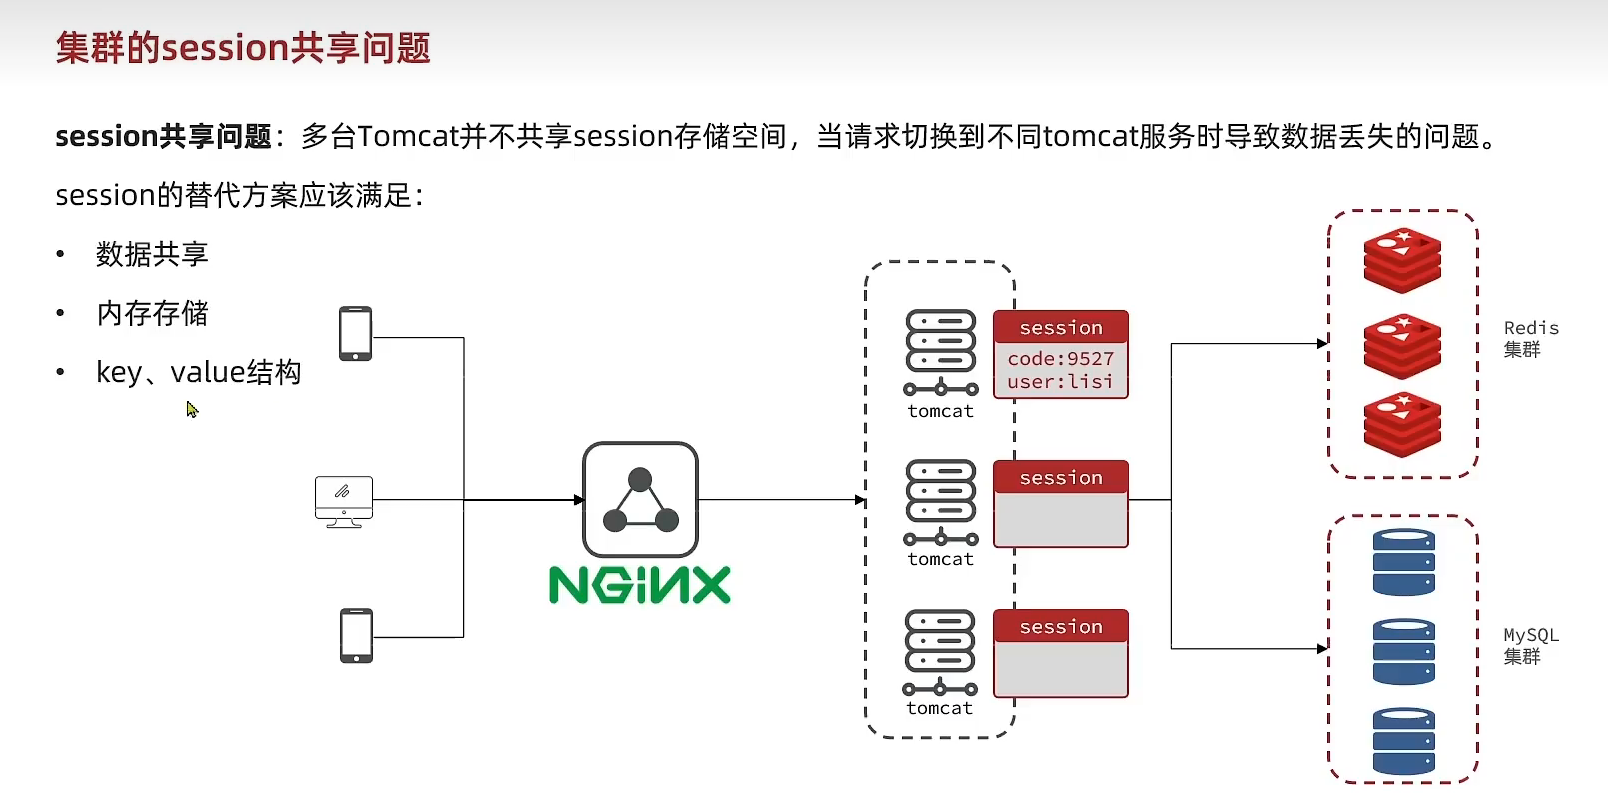 集群的session共享问题
session共享问题：多台Tomcat并不共享session存储空间，当请求切换到不同tomcat服务时导致数据丢失的问题。
session的替代方案应该满足：
• 数据共享
• 内存存储
• key、value结构
NGINX
tomcat
session
code:9527
user:lisi
tomcat
session
tomcat
session
Redis
集群
MySQL
集群